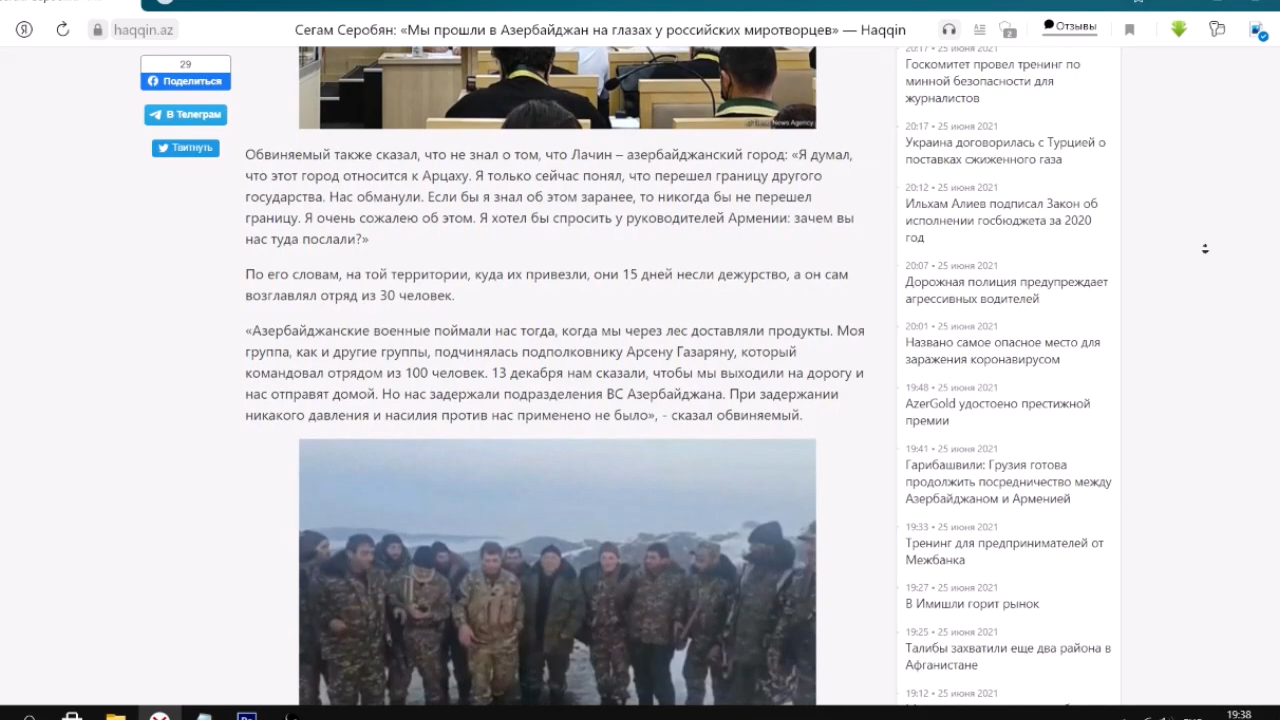 haqqin.az
Сегам Серобян: «Мы прошли в Азербайджан на глазах у российских миротворцев» — Haqqin
2
Отзывы
29
Поделиться
В Телеграм
Твитнуть
News Agency
Обвиняемый также сказал, что не знал о том, что Лачин – азербайджанский город: «Я думал,
что этот город относится к Арцаху. Я только сейчас понял, что перешел границу другого
государства. Нас обманули. Если бы я знал об этом заранее, то никогда бы не перешел
границу. Я очень сожалею об этом. Я хотел бы спросить у руководителей Армении: зачем вы
нас туда послали?»
По его словам, на той территории, куда их привезли, они 15 дней несли дежурство, а он сам
возглавлял отряд из 30 человек.
«Азербайджанские военные поймали нас тогда, когда мы через лес доставляли продукты. Моя
группа, как и другие группы, подчинялась подполковнику Арсену Газаряну, который
командовал отрядом из 100 человек. 13 декабря нам сказали, чтобы мы выходили на дорогу и
нас отправят домой. Но нас задержали подразделения ВС Азербайджана. При задержании
никакого давления и насилия против нас применено не было», - сказал обвиняемый.
20:17 • 25 июня 2021
Госкомитет провел тренинг по
минной безопасности для
журналистов
20:17 • 25 июня 2021
Украина договорилась с Турцией о
поставках сжиженного газа
20:12 • 25 июня 2021
Ильхам Алиев подписал Закон об
исполнении госбюджета за 2020
год
20:07 • 25 июня 2021
Дорожная полиция предупреждает
агрессивных водителей
20:01 • 25 июня 2021
Названо самое опасное место для
заражения коронавирусом
19:48 • 25 июня 2021
AzerGold удостоено престижной
премии
19:41 • 25 июня 2021
Гарибашвили: Грузия готова
продолжить посредничество между
Азербайджаном и Арменией
19:33 • 25 июня 2021
Тренинг для предпринимателей от
Межбанка
19:27 • 25 июня 2021
В Имишли горит рынок
19:25 • 25 июня 2021
Талибы захватили еще два района в
Афганистане
19:12 • 25 июня 2021
19:38